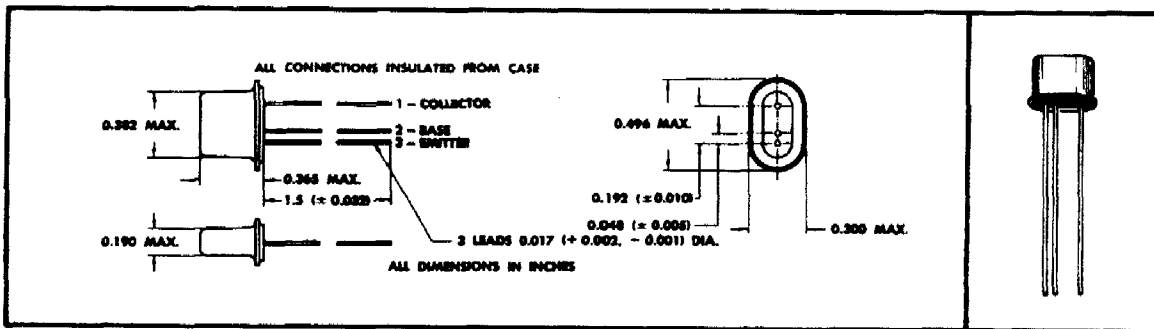 ALL CONNECTIONS INSULATED FROM CASE
1 - COLLECTOR
0.382 MAX.
2 - BASE
3 - EMITTER
0.365 MAX.
1.5 (± 0.032)
0.190 MAX.
3 LEADS 0.017 (+ 0.002, - 0.001) DIA.
ALL DIMENSIONS IN INCHES
0.496 MAX.
0.192 (±0.010)
0.048 (± 0.005)
0.300 MAX.